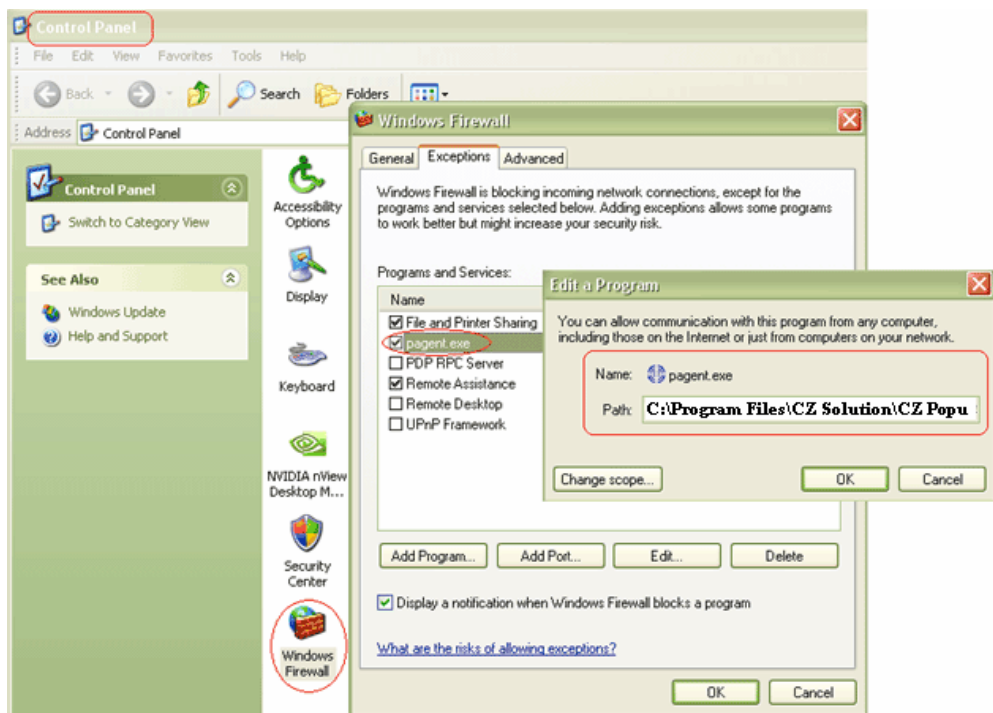 Control Panel
File Edit View Favorites Tools Help
Back Search Folders
Address Control Panel
Control Panel
Switch to Category View
See Also
Windows Update
Help and Support
Accessibility
Options
Display
Keyboard
NVIDIA nView
Desktop M...
Security
Center
Windows
Firewall
Windows Firewall
General Exceptions Advanced
Windows Firewall is blocking incoming network connections, except for the
programs and services selected below. Adding exceptions allows some programs
to work better but might increase your security risk.
Programs and Services:
Name
File and Printer Sharing
pagent.exe
PDP RPC Server
Remote Assistance
Remote Desktop
UPnP Framework
Add Program... Add Port... Edit... Delete
Display a notification when Windows Firewall blocks a program
What are the risks of allowing exceptions?
OK Cancel
Edit a Program
You can allow communication with this program from any computer,
including those on the Internet or just from computers on your network.
Name: pagent.exe
Path: C:\Program Files\CZ Solution\CZ Popu
Change scope... OK Cancel